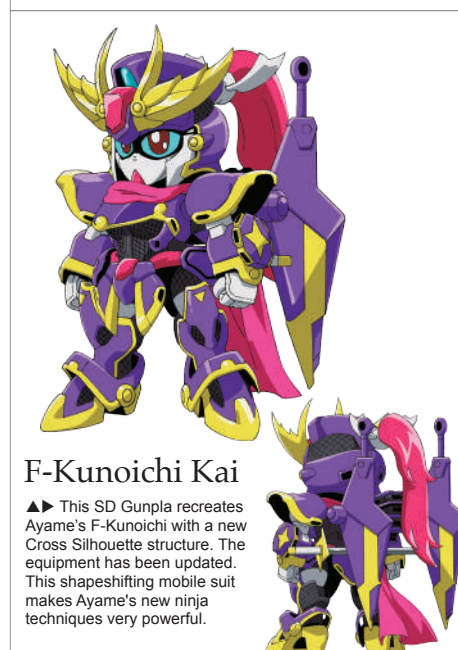 F-Kunoichi Kai
▲▶ This SD Gunpla recreates
Ayame’s F-Kunoichi with a new
Cross Silhouette structure. The
equipment has been updated.
This shapeshifting mobile suit
makes Ayame's new ninja
techniques very powerful.